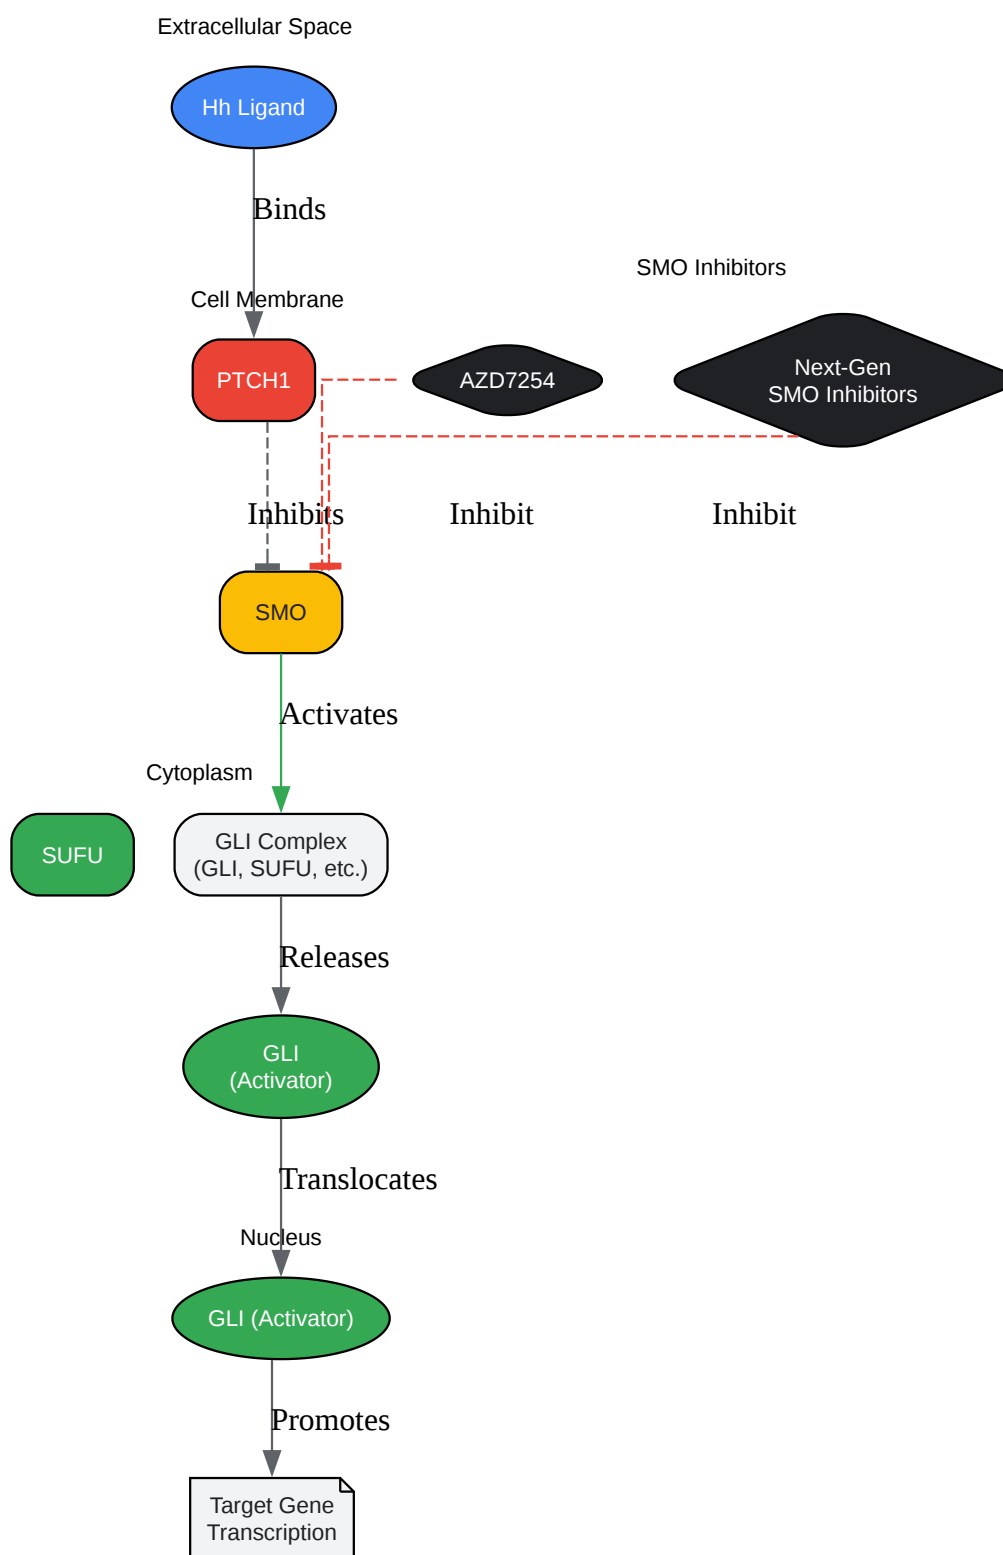 Extracellular Space
Hh Ligand
Binds
SMO Inhibitors
Cell Membrane
PTCH1
AZD7254
Next-Gen
SMO Inhibitors
Inhibits
Inhibit
Inhibit
SMO
Activates
Cytoplasm
SUFU
GLI Complex
(GLI, SUFU, etc.)
Releases
GLI
(Activator)
Translocates
Nucleus
GLI (Activator)
Promotes
Target Gene
Transcription